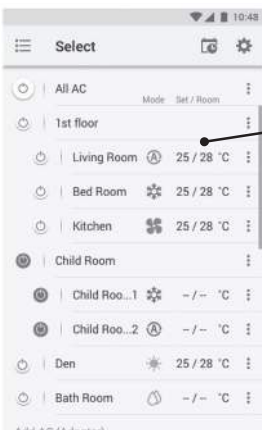 10:48
Select
All AC
Mode Set / Room
1st floor
Living Room A 25 / 28 °C
Bed Room 25 / 28 °C
Kitchen 25 / 28 °C
Child Room
Child Roo...1 -- / -- °C
Child Roo...2 A -- / -- °C
Den 25 / 28 °C
Bath Room -- / -- °C